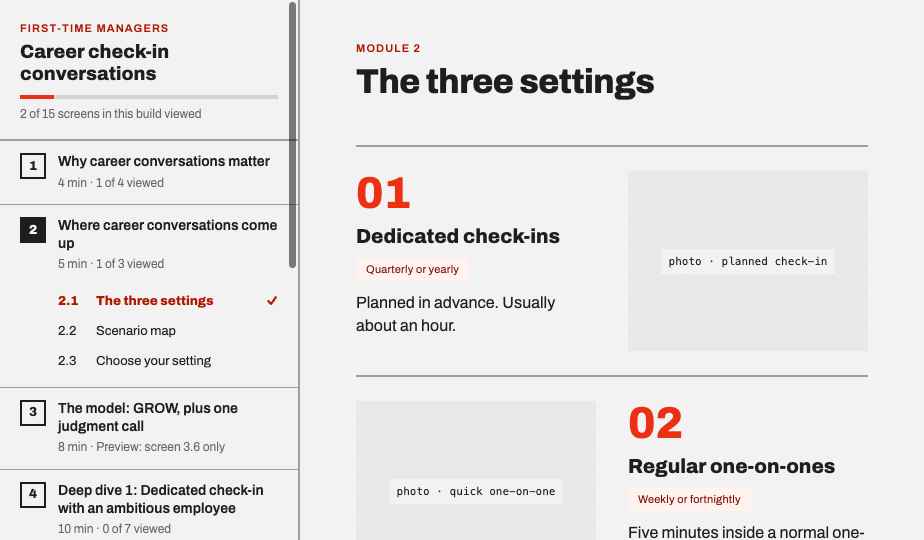 FIRST-TIME MANAGERS
Career check-in
conversations
2 of 15 screens in this build viewed
1
Why career conversations matter
4 min · 1 of 4 viewed
2
Where career conversations come
up
5 min · 1 of 3 viewed
2.1 The three settings
2.2 Scenario map
2.3 Choose your setting
3
The model: GROW, plus one
judgment call
8 min · Preview: screen 3.6 only
4
Deep dive 1: Dedicated check-in
with an ambitious employee
10 min · 0 of 7 viewed
MODULE 2
The three settings
01
Dedicated check-ins
Quarterly or yearly
Planned in advance. Usually
about an hour.
photo · planned check-in
photo · quick one-on-one
02
Regular one-on-ones
Weekly or fortnightly
Five minutes inside a normal one-